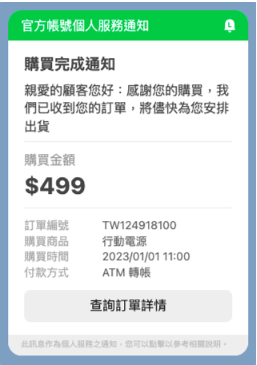 官方帳號個人服務通知
購買完成通知
親愛的顧客您好：感謝您的購買，我
們已收到您的訂單，將儘快為您安排
出貨
購買金額
$499
訂單編號 TW124918100
購買商品 行動電源
購買時間 2023/01/01 11:00
付款方式 ATM 轉帳
查詢訂單詳情
此訊息作為個人服務之通知，您可以點擊以參考相關說明。